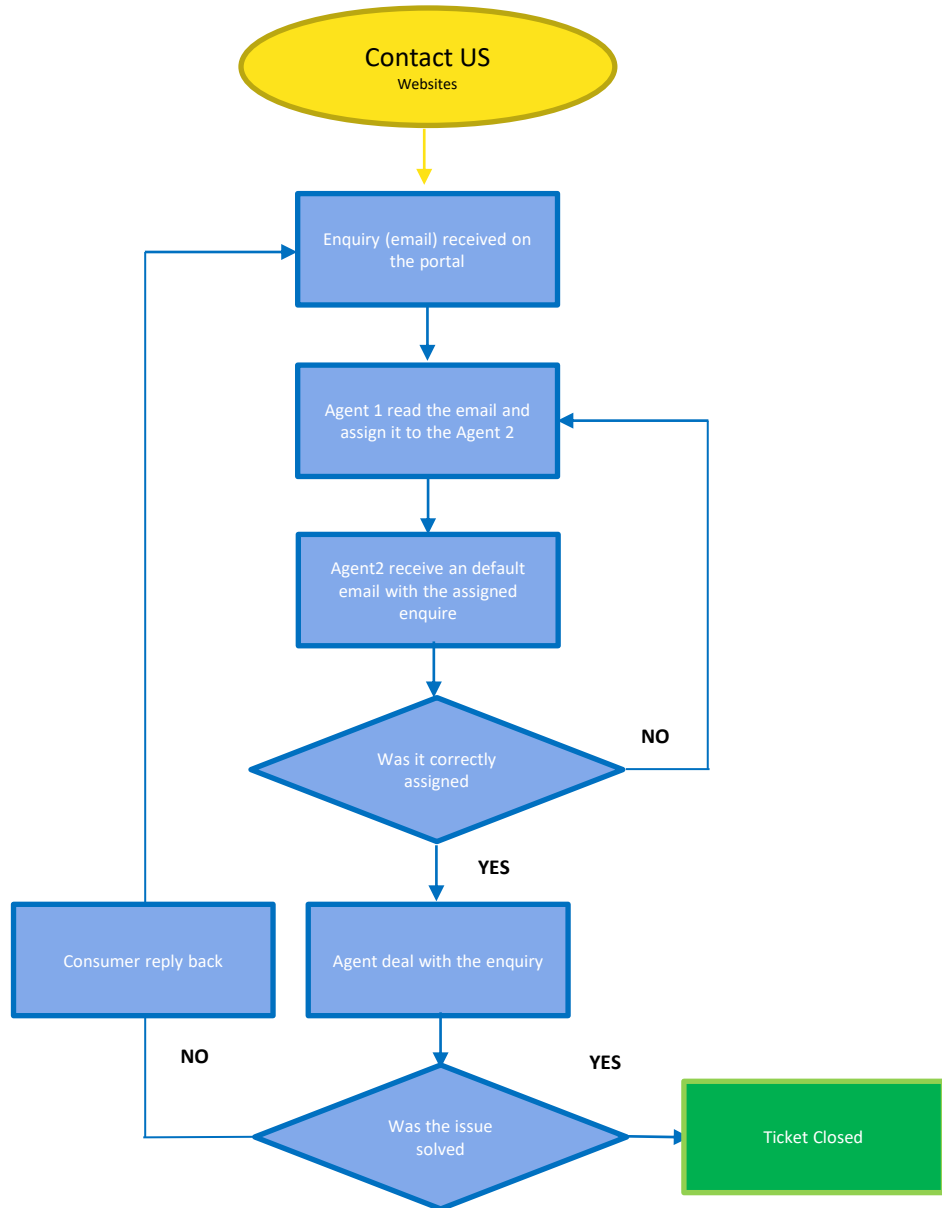 Contact US
Websites
Enquiry (email) received on
the portal
Agent 1 read the email and
assign it to the Agent 2
Agent2 receive an default
email with the assigned
enquire
Was it correctly
assigned
NO
YES
Consumer reply back
Agent deal with the enquiry
NO
YES
Was the issue
solved
Ticket Closed